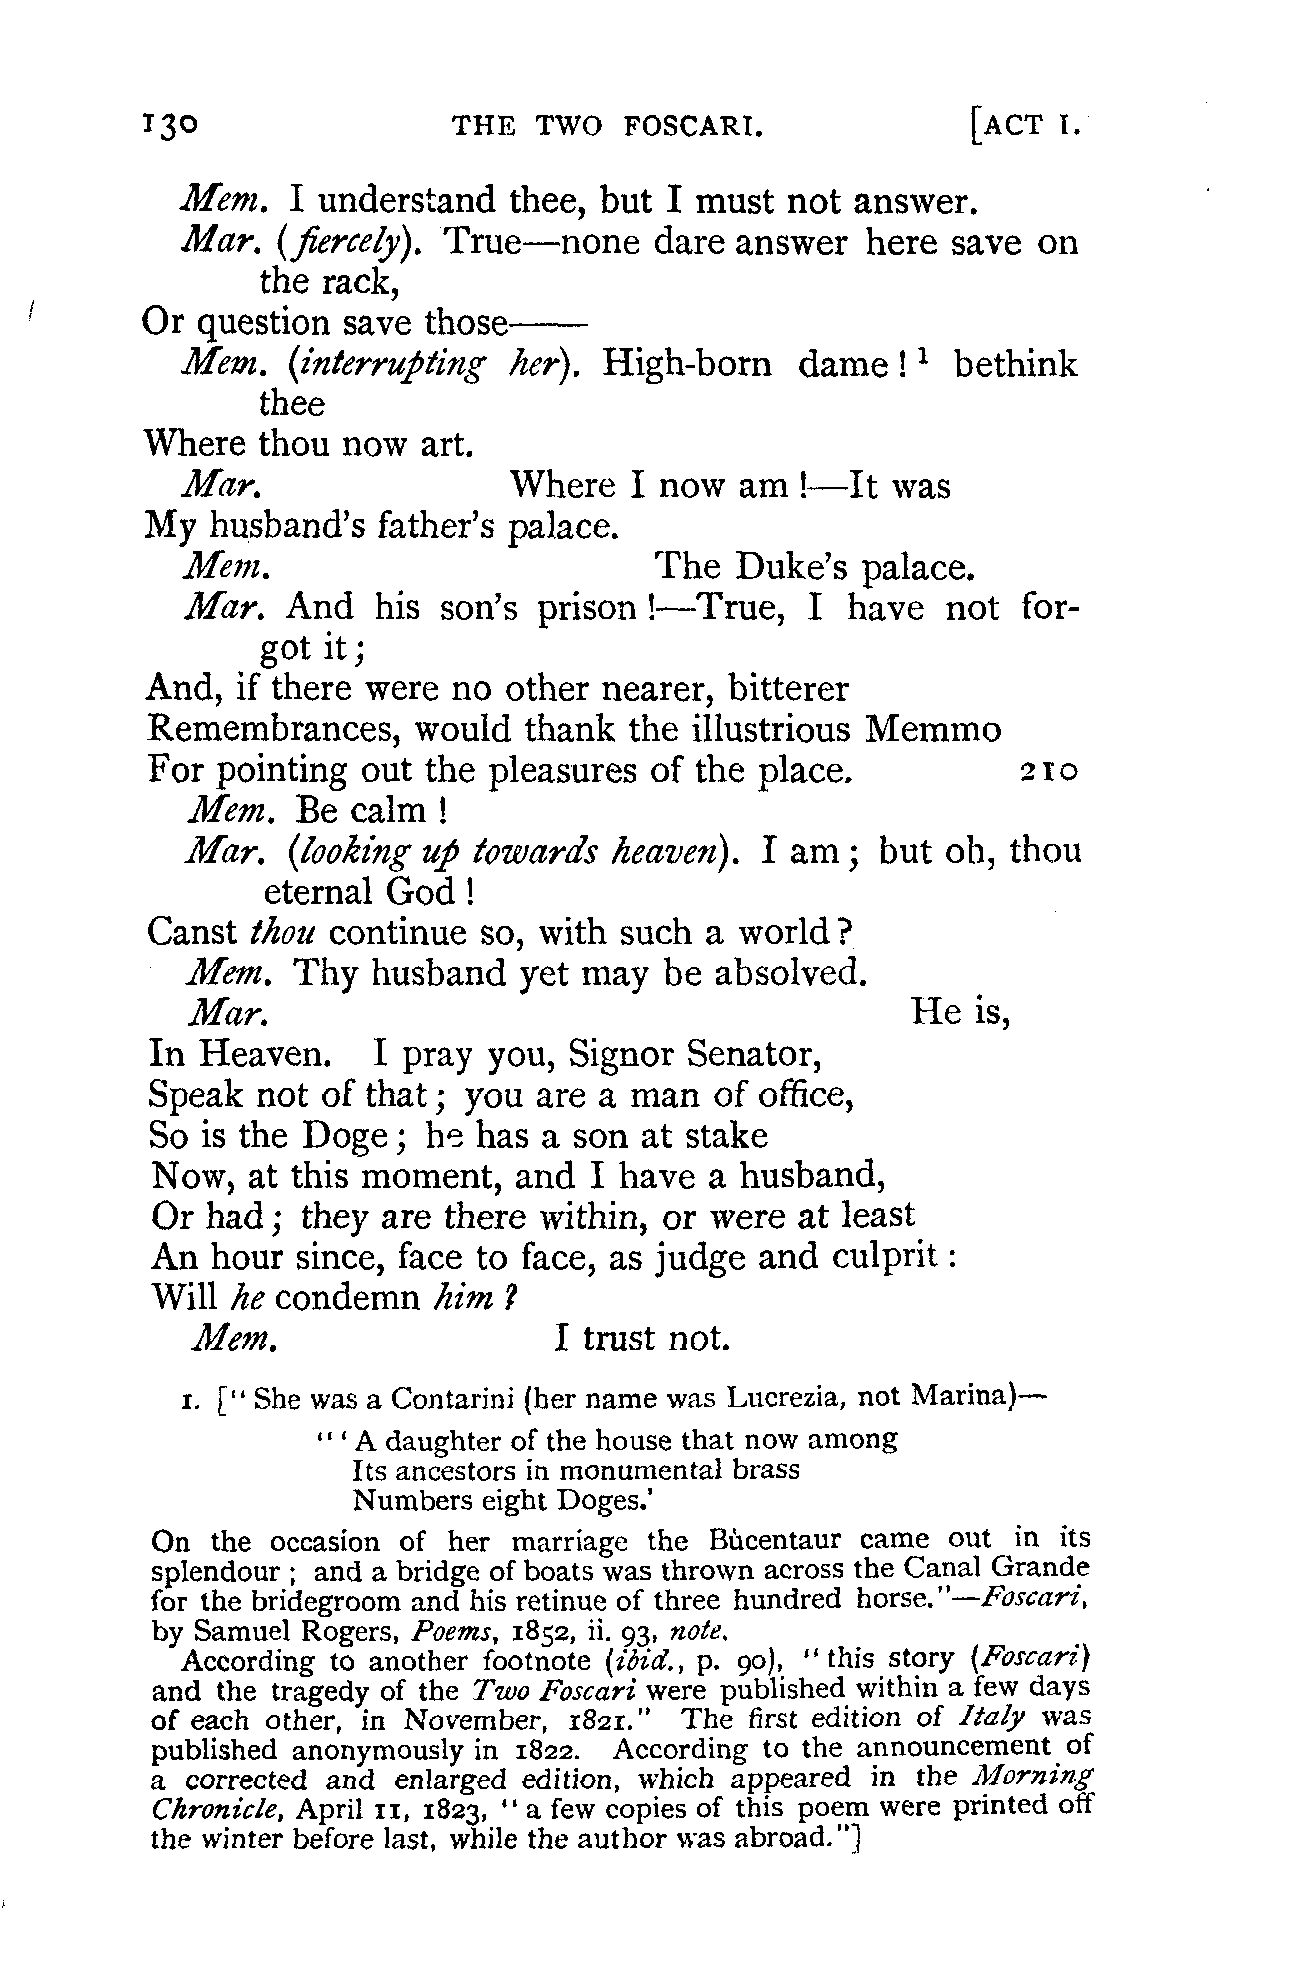 130 THE TWO FOSCARI. [ACT I.
Mem. I understand thee, but I must not answer.
Mar. (fiercely). True—none dare answer here save on
the rack,
Or question save those——
Mem. (interrupting her). High-born dame!¹ bethink
thee
Where thou now art.
Mar. Where I now am!—It was
My husband's father's palace.
Mem. The Duke's palace.
Mar. And his son's prison!—True, I have not for-
got it;
And, if there were no other nearer, bitterer
Remembrances, would thank the illustrious Memmo
For pointing out the pleasures of the place. 210
Mem. Be calm!
Mar. (looking up towards heaven). I am; but oh, thou
eternal God!
Canst thou continue so, with such a world?
Mem. Thy husband yet may be absolved.
Mar. He is,
In Heaven. I pray you, Signor Senator,
Speak not of that; you are a man of office,
So is the Doge; he has a son at stake
Now, at this moment, and I have a husband,
Or had; they are there within, or were at least
An hour since, face to face, as judge and culprit:
Will he condemn him?
Mem. I trust not.
1. ["She was a Contarini (her name was Lucrezia, not Marina)—
"'A daughter of the house that now among
Its ancestors in monumental brass
Numbers eight Doges.'
On the occasion of her marriage the Bùcentaur came out in its
splendour; and a bridge of boats was thrown across the Canal Grande
for the bridegroom and his retinue of three hundred horse."—Foscari,
by Samuel Rogers, Poems, 1852, ii. 93, note.
According to another footnote (ibid., p. 90), "this story (Foscari)
and the tragedy of the Two Foscari were published within a few days
of each other, in November, 1821." The first edition of Italy was
published anonymously in 1822. According to the announcement of
a corrected and enlarged edition, which appeared in the Morning
Chronicle, April 11, 1823, "a few copies of this poem were printed off
the winter before last, while the author was abroad."]